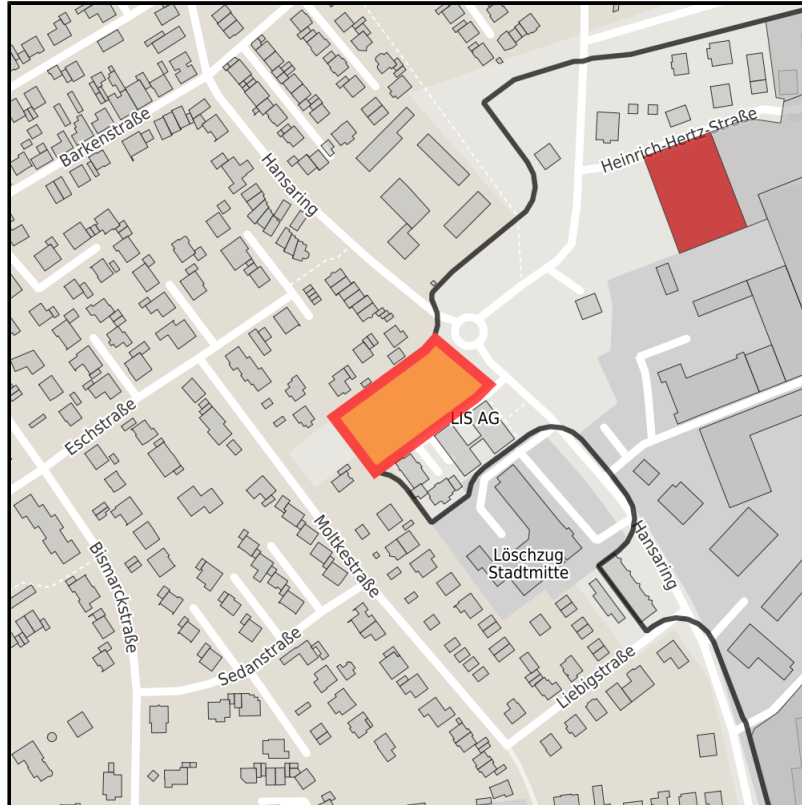 Barkenstraße
Heinrich-Hertz-Straße
Hansaring
LIS AG
Eschstraße
Löschzug
Stadtmitte
Hansaring
Moltkestraße
Bismarckstraße
Sedanstraße
Liebigstraße